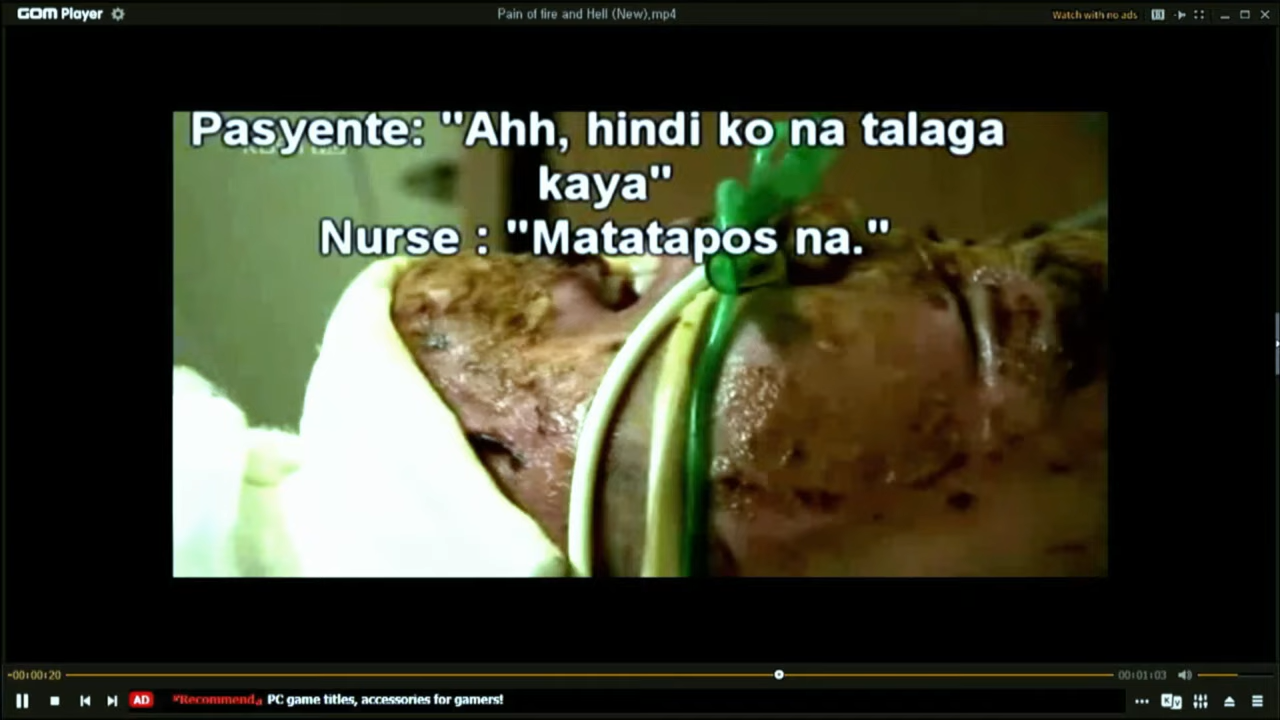 GOM Player
Pain of fire and Hell (New).mp4
Watch with no ads
Pasyente: "Ahh, hindi ko na talaga
kaya"
Nurse : "Matatapos na."
-00:00:20
00:01:03
AD
PC game titles, accessories for gamers!